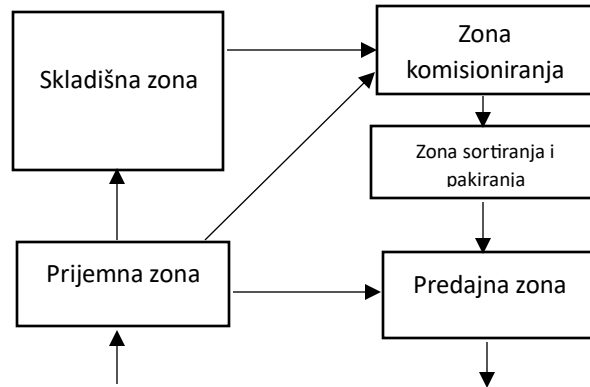 Skladišna zona
Zona
komisioniranja
Zona sortiranja i
pakiranja
Prijemna zona
Predajna zona